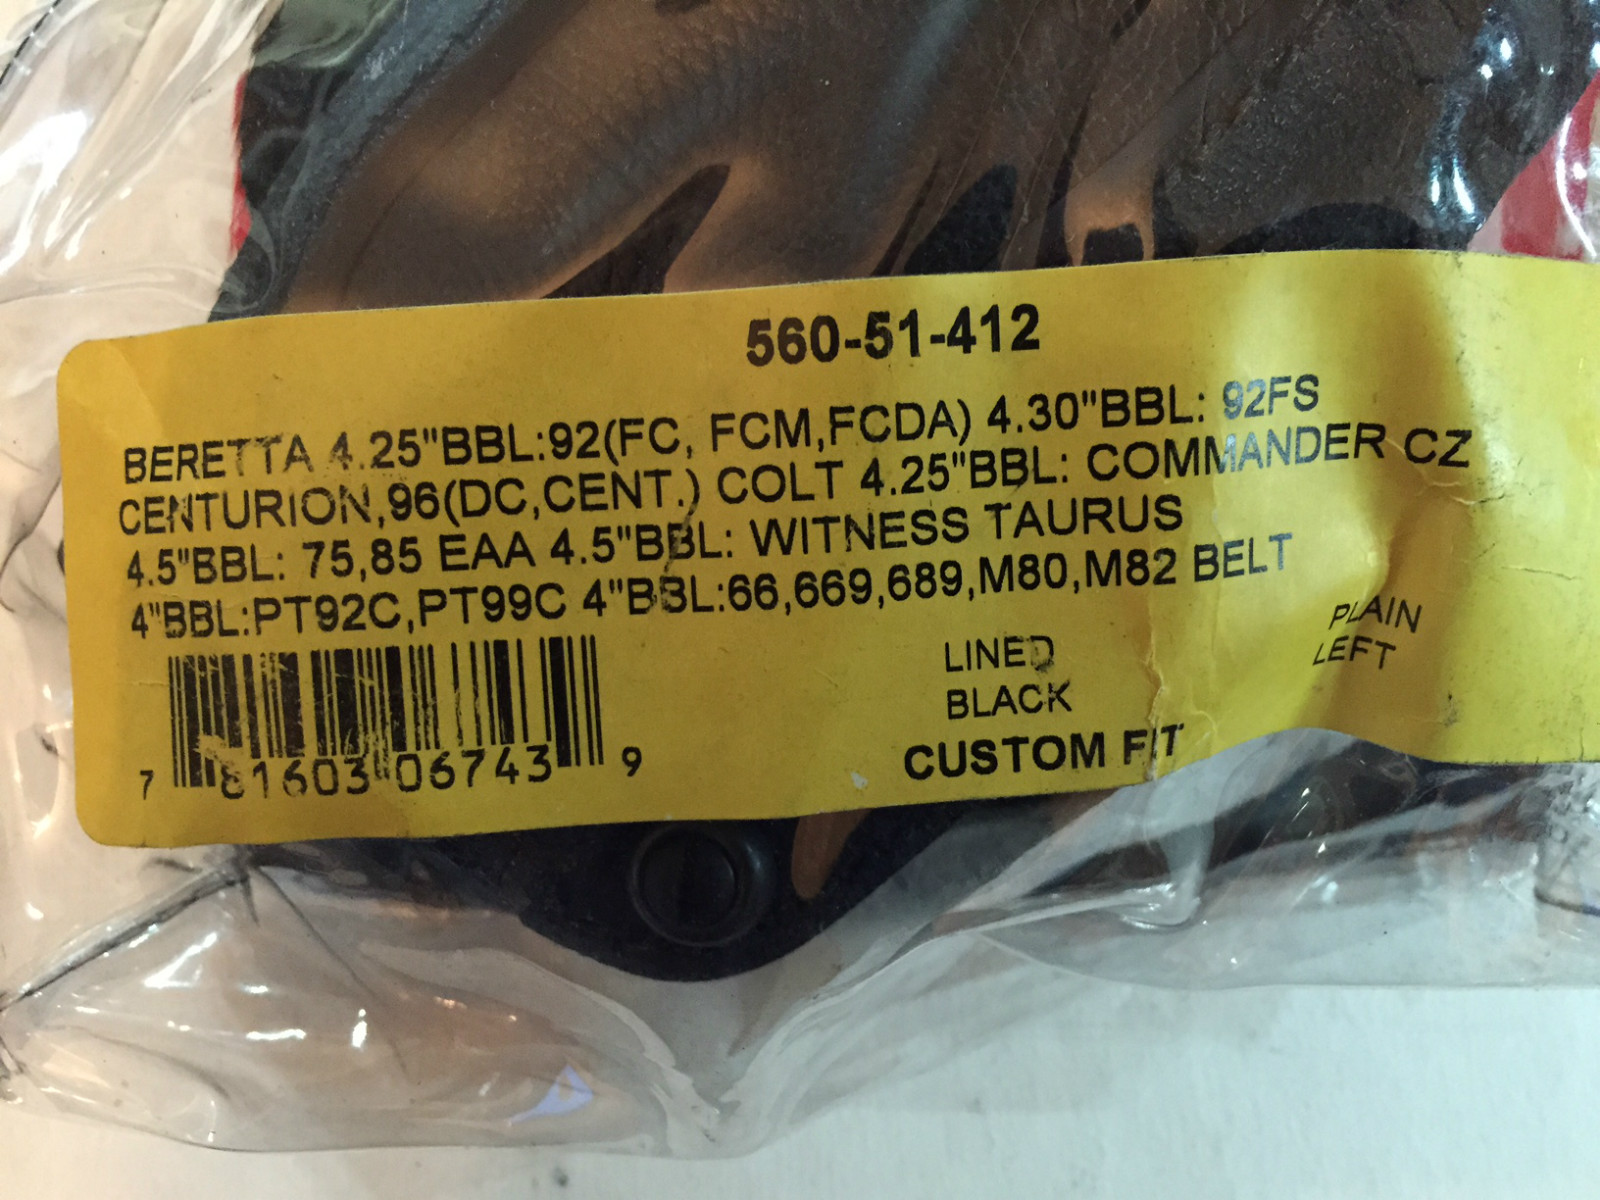 560-51-412
BERETTA 4.25"BBL:92(FC, FCM,FCDA) 4.30"BBL: 92FS
CENTURION,96(DC,CENT.) COLT 4.25"BBL: COMMANDER CZ
4.5"BBL: 75,85 EAA 4.5"BBL: WITNESS TAURUS
4"BBL:PT92C,PT99C 4"BBL:66,669,689,M80,M82 BELT
LINED PLAIN
BLACK LEFT
CUSTOM FIT
7 81603 06743 9